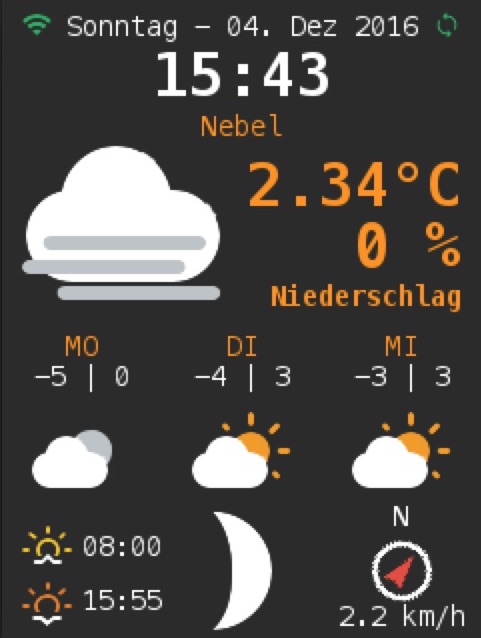 Sonntag – 04. Dez 2016
15:43
Nebel
2.34°C
0 %
Niederschlag
MO DI MI
–5 | 0 –4 | 3 –3 | 3
N
08:00
15:55
2.2 km/h